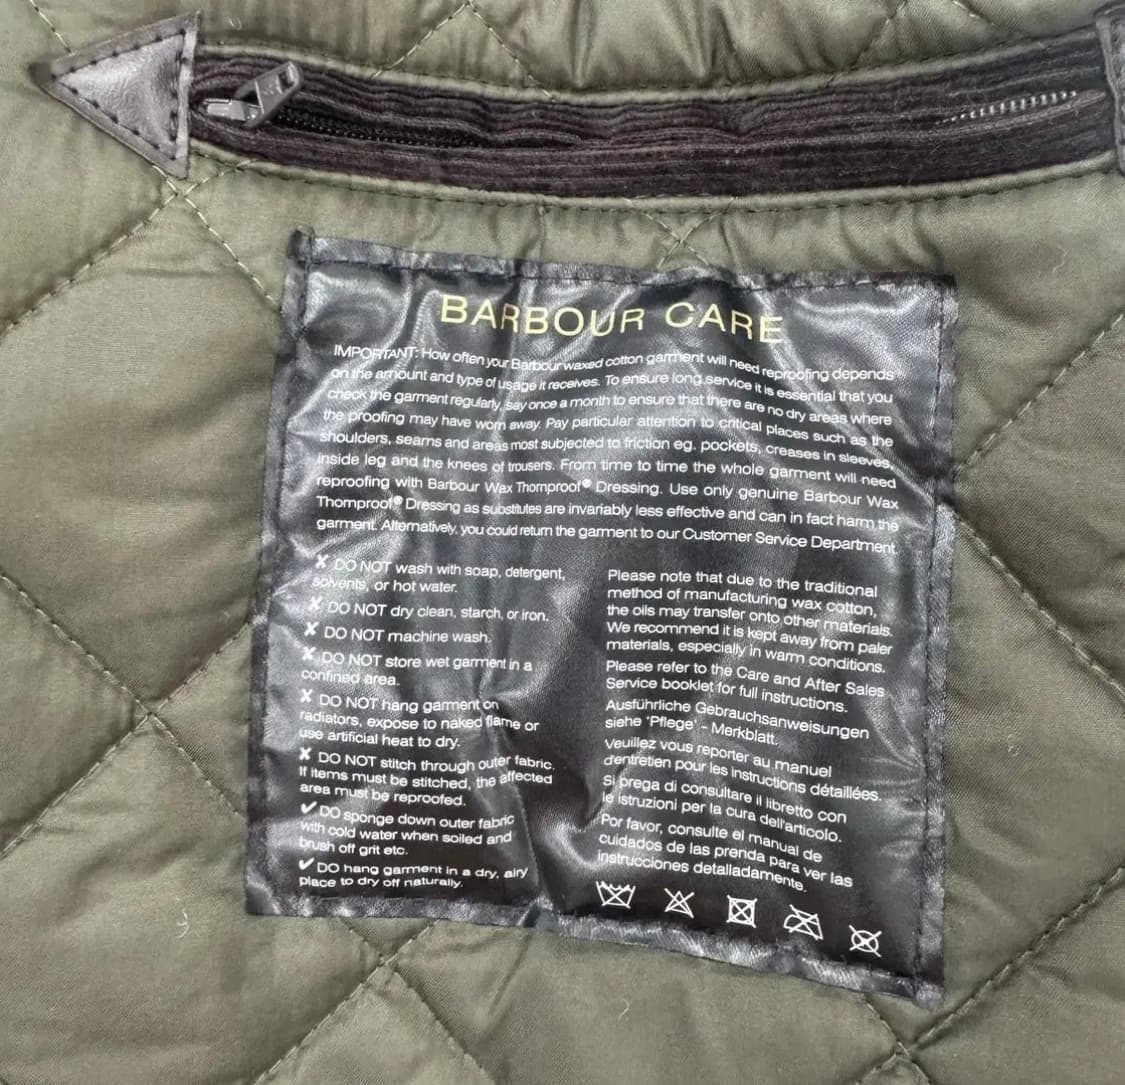 BARBOUR CARE
IMPORTANT: How often your Barbour waxed cotton garment will need reproofing depends
on the amount and type of usage it receives. To ensure long service it is essential that you
check the garment regularly, say once a month to ensure that there are no dry areas where
the proofing may have worn away. Pay particular attention to critical places such as the
shoulders, seams and areas most subjected to friction eg. pockets, creases in sleeves,
inside leg and the knees of trousers. From time to time the whole garment will need
reproofing with Barbour Wax Thornproof® Dressing. Use only genuine Barbour Wax
Thornproof® Dressing as substitutes are invariably less effective and can in fact harm the
garment. Alternatively, you could return the garment to our Customer Service Department.
✗ DO NOT wash with soap, detergent,
solvents, or hot water.
✗ DO NOT dry clean, starch, or iron.
✗ DO NOT machine wash.
✗ DO NOT store wet garment in a
confined area.
✗ DO NOT hang garment on
radiators, expose to naked flame or
use artificial heat to dry.
✗ DO NOT stitch through outer fabric.
If items must be stitched, the affected
area must be reproofed.
✓ DO sponge down outer fabric
with cold water when soiled and
brush off grit etc.
✓ DO hang garment in a dry, airy
place to dry off naturally.
Please note that due to the traditional
method of manufacturing wax cotton,
the oils may transfer onto other materials.
We recommend it is kept away from paler
materials, especially in warm conditions.
Please refer to the Care and After Sales
Service booklet for full instructions.
Ausführliche Gebrauchsanweisungen
siehe 'Pflege' - Merkblatt.
Veuillez vous reporter au manuel
d'entretien pour les instructions détaillées.
Si prega di consultare il libretto con
le istruzioni per la cura dell'articolo.
Por favor, consulte el manual de
cuidados de las prenda para ver las
instrucciones detalladamente.